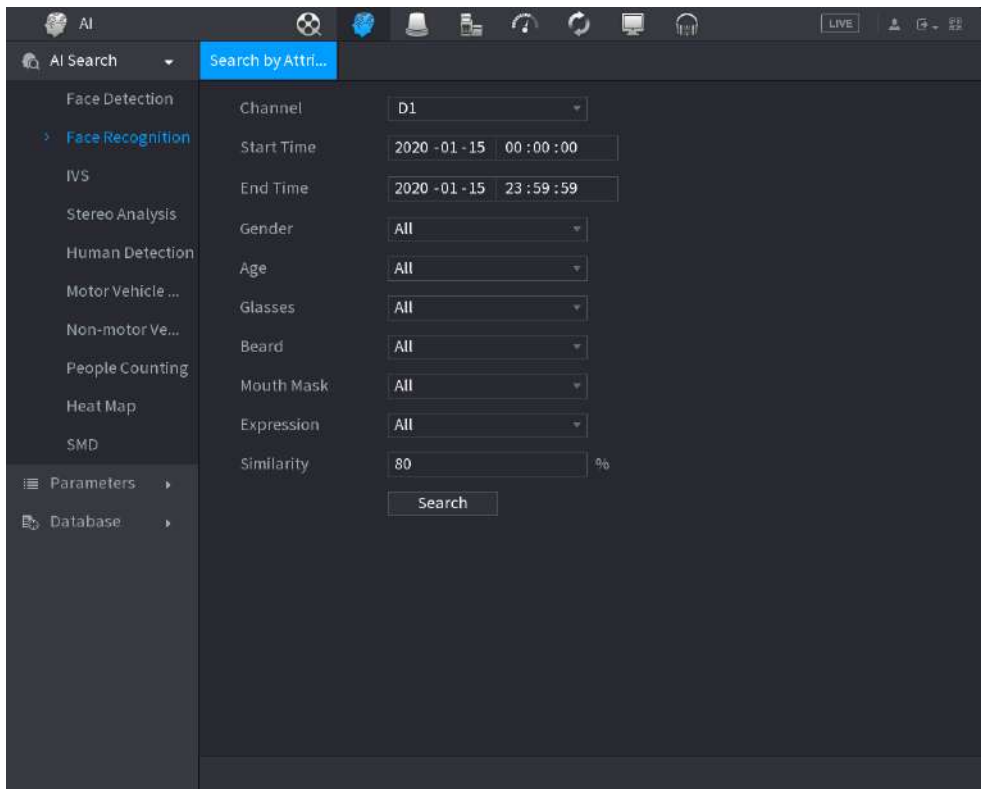 AI
LIVE
AI Search
Search by Attri...
Face Detection
Face Recognition
IVS
Stereo Analysis
Human Detection
Motor Vehicle ...
Non-motor Ve...
People Counting
Heat Map
SMD
Parameters
Database
Channel D1
Start Time 2020 -01 -15 00 :00 :00
End Time 2020 -01 -15 23 :59 :59
Gender All
Age All
Glasses All
Beard All
Mouth Mask All
Expression All
Similarity 80 %
Search